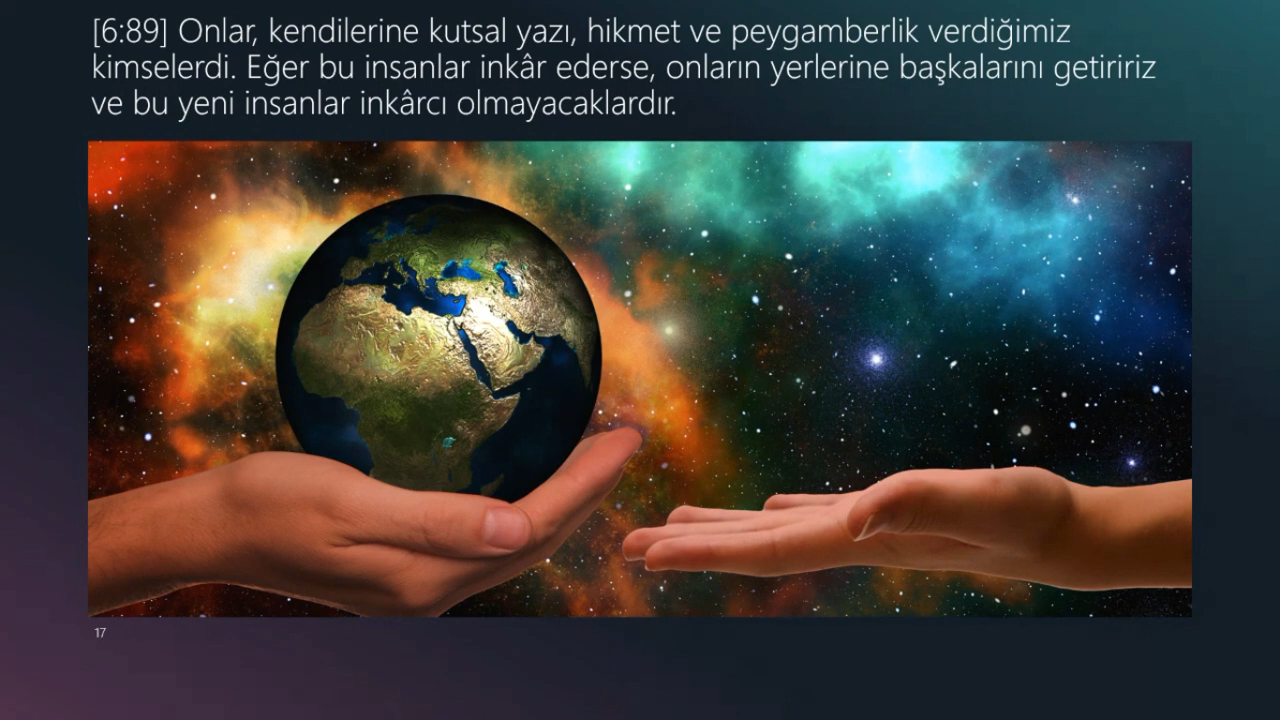 [6:89] Onlar, kendilerine kutsal yazı, hikmet ve peygamberlik verdiğimiz
kimselerdi. Eğer bu insanlar inkâr ederse, onların yerlerine başkalarını getiririz
ve bu yeni insanlar inkârcı olmayacaklardır.
17